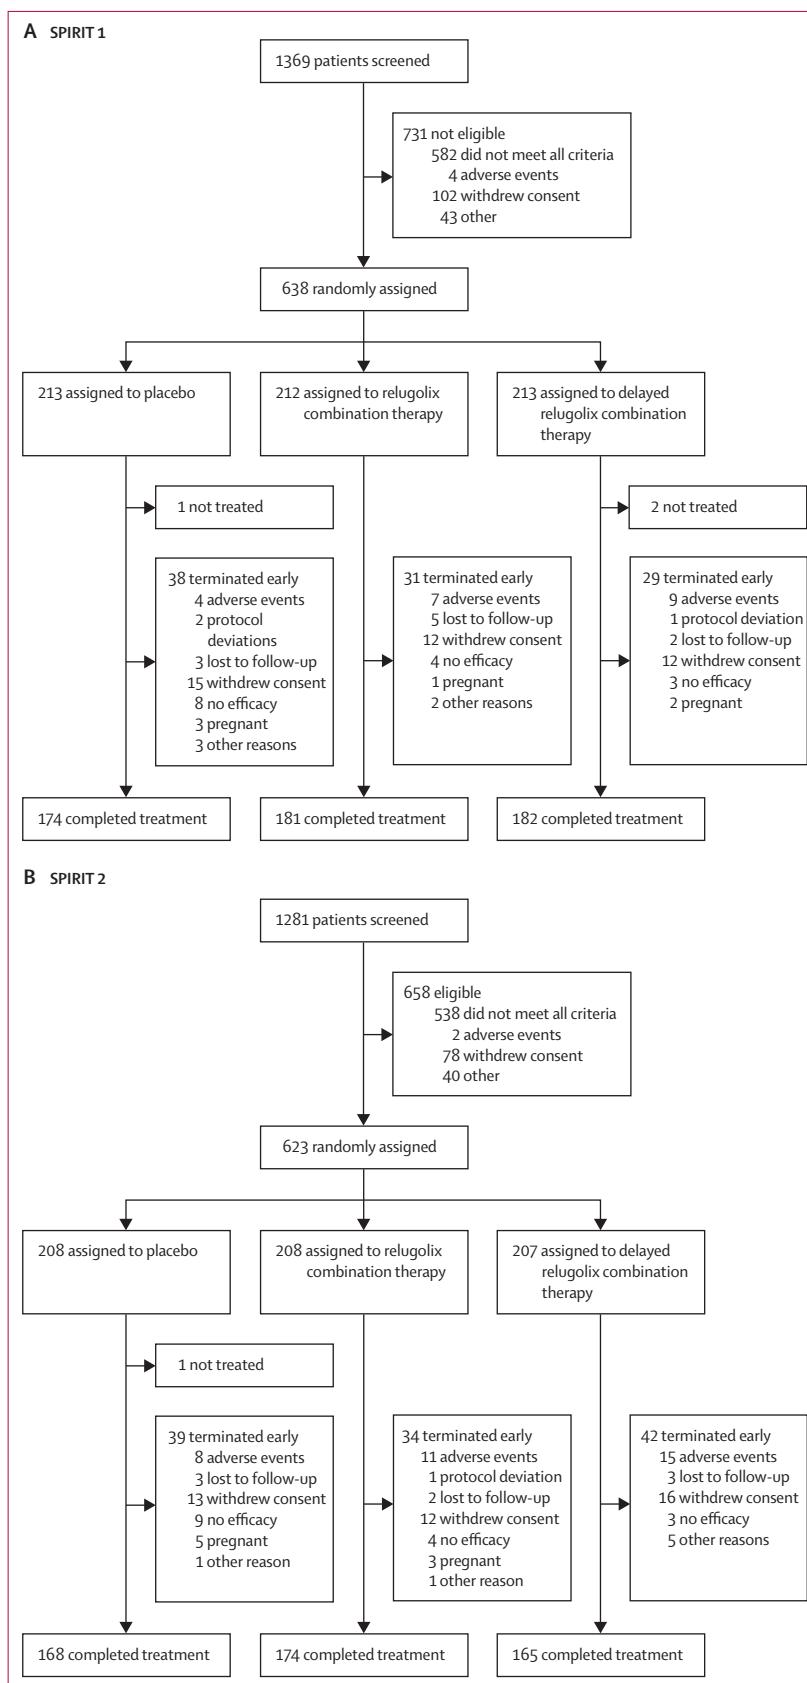 A SPIRIT 1
1369 patients screened
731 not eligible
582 did not meet all criteria
4 adverse events
102 withdrew consent
43 other
638 randomly assigned
213 assigned to placebo
212 assigned to relugolix
combination therapy
213 assigned to delayed
relugolix combination
therapy
1 not treated
2 not treated
38 terminated early
4 adverse events
2 protocol
deviations
3 lost to follow-up
15 withdrew consent
8 no efficacy
3 pregnant
3 other reasons
31 terminated early
7 adverse events
5 lost to follow-up
12 withdrew consent
4 no efficacy
1 pregnant
2 other reasons
29 terminated early
9 adverse events
1 protocol deviation
2 lost to follow-up
12 withdrew consent
3 no efficacy
2 pregnant
174 completed treatment
181 completed treatment
182 completed treatment
B SPIRIT 2
1281 patients screened
658 eligible
538 did not meet all criteria
2 adverse events
78 withdrew consent
40 other
623 randomly assigned
208 assigned to placebo
208 assigned to relugolix
combination therapy
207 assigned to delayed
relugolix combination
therapy
1 not treated
39 terminated early
8 adverse events
3 lost to follow-up
13 withdrew consent
9 no efficacy
5 pregnant
1 other reason
34 terminated early
11 adverse events
1 protocol deviation
2 lost to follow-up
12 withdrew consent
4 no efficacy
3 pregnant
1 other reason
42 terminated early
15 adverse events
3 lost to follow-up
16 withdrew consent
3 no efficacy
5 other reasons
168 completed treatment
174 completed treatment
165 completed treatment